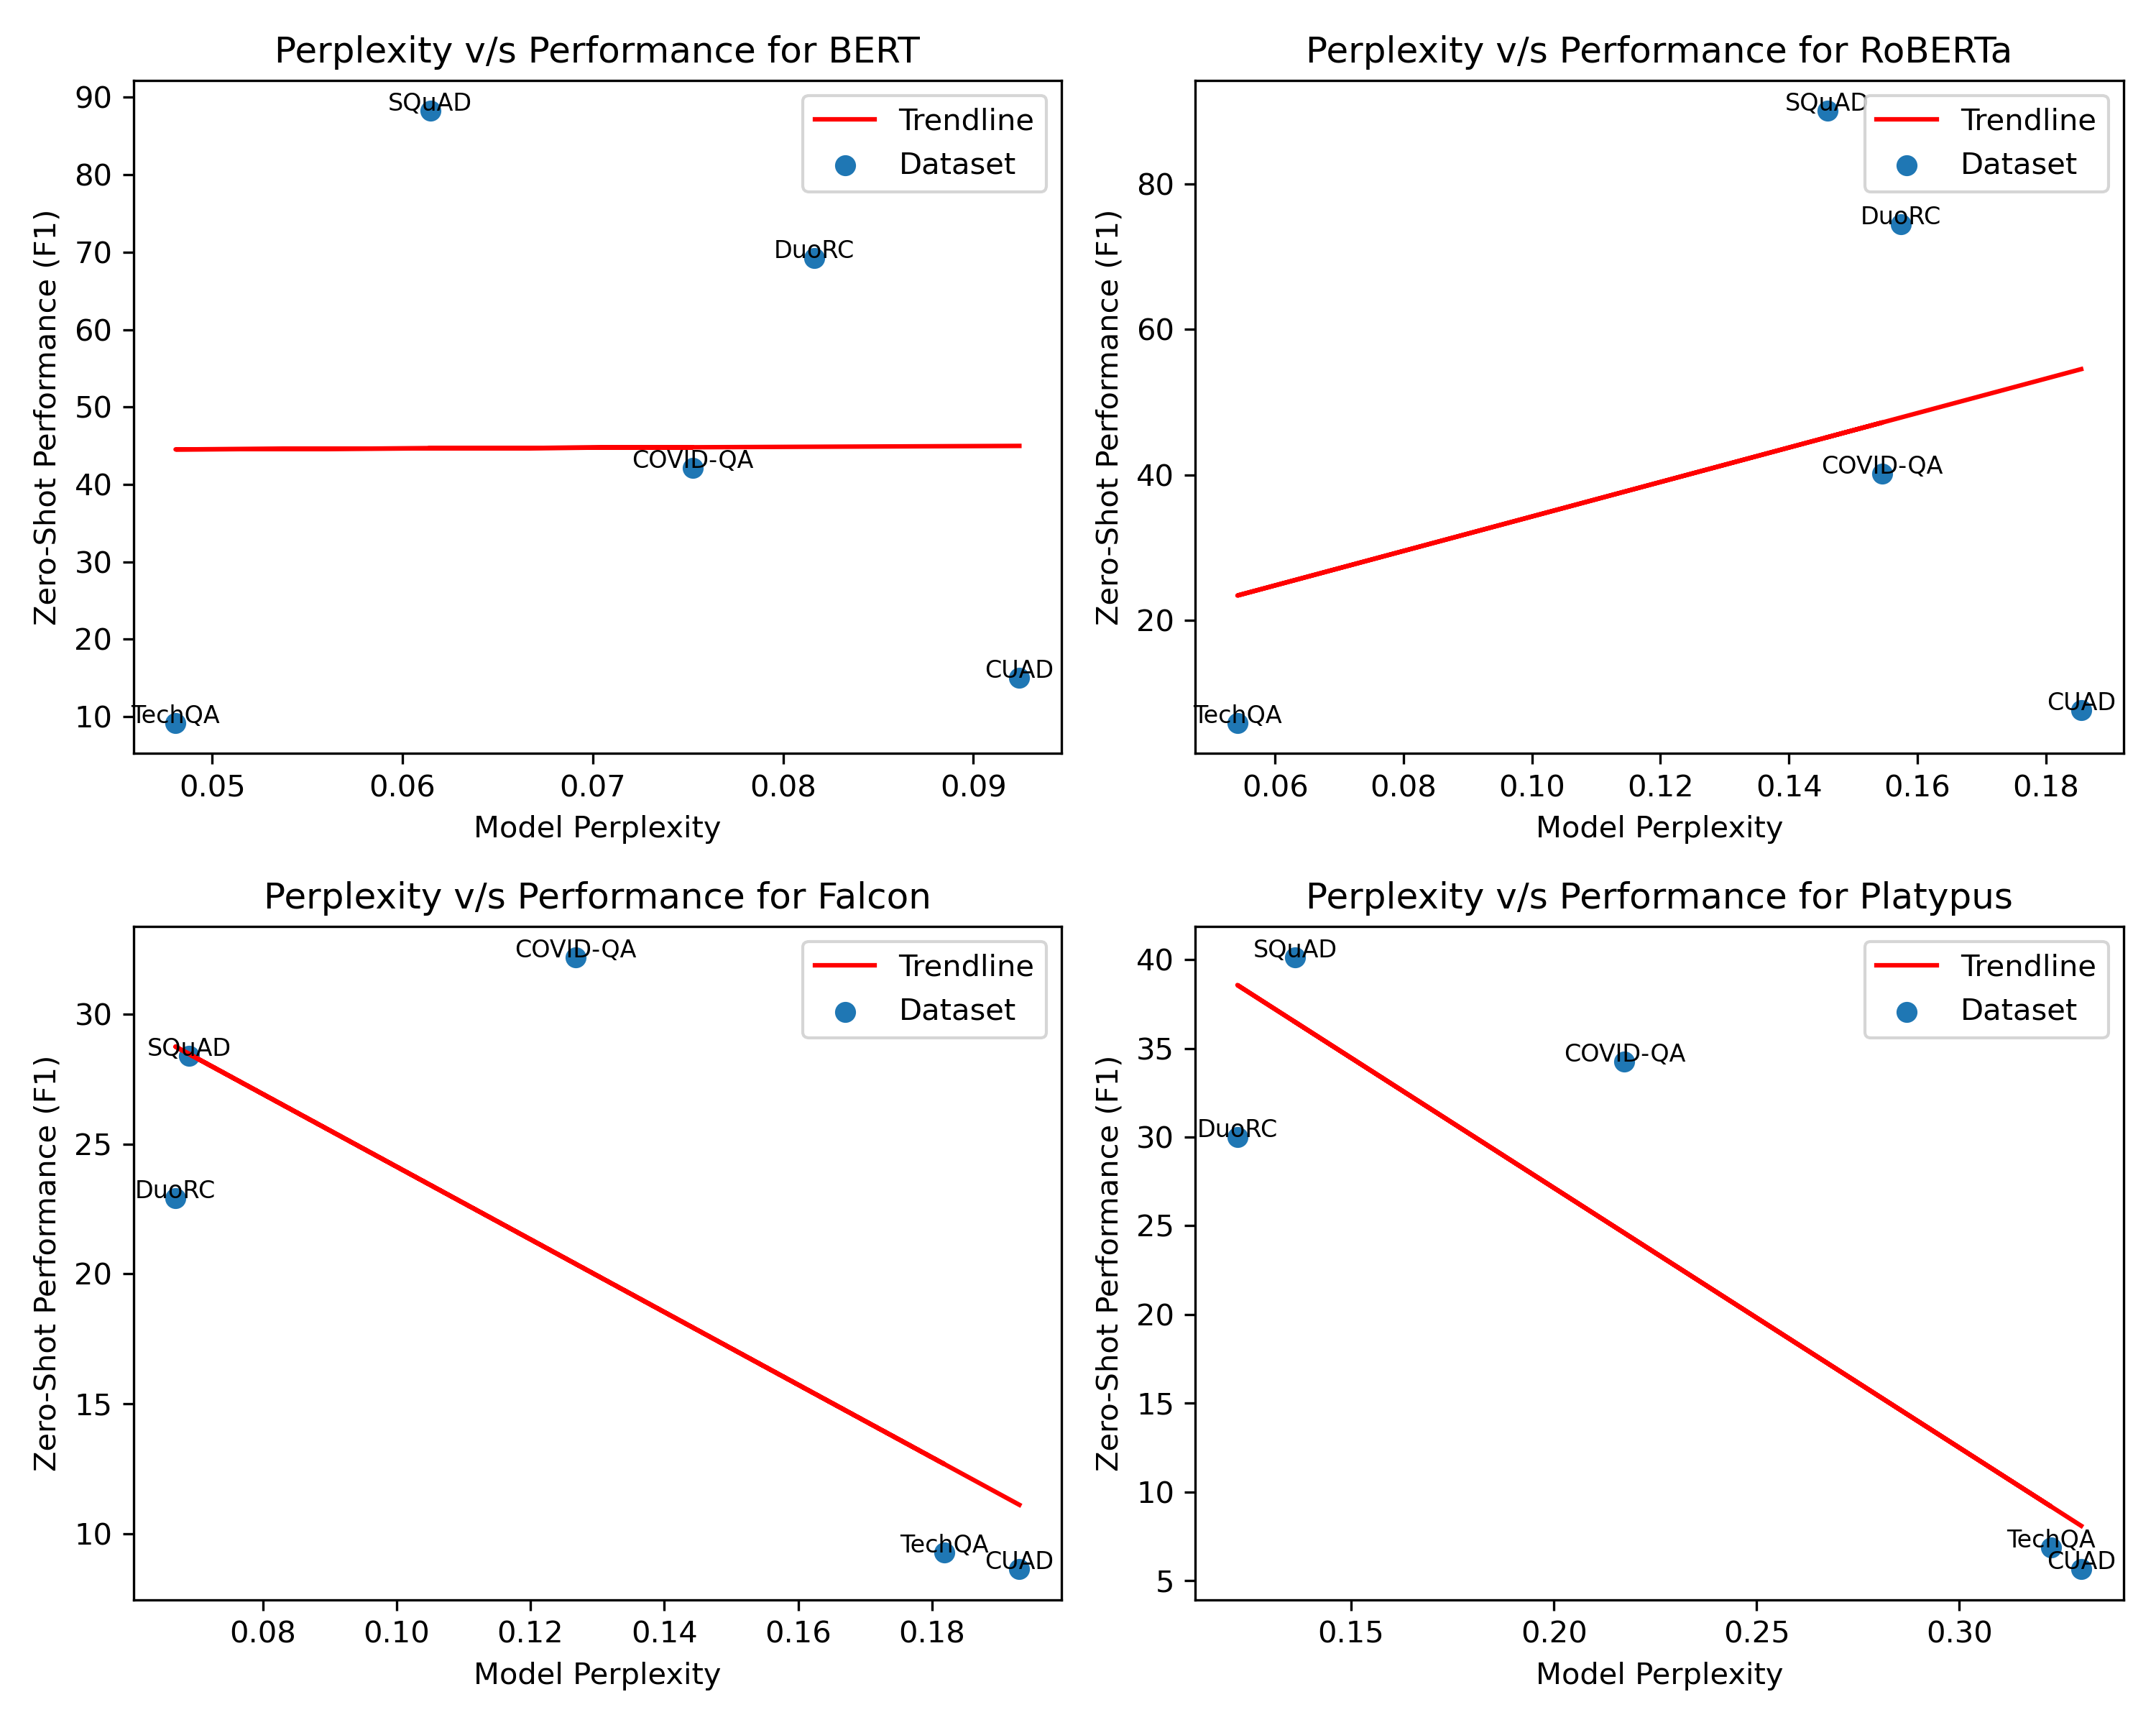 Perplexity v/s Performance for BERT
Zero-Shot Performance (F1)
90
80
70
60
50
40
30
20
10
SQuAD
DuoRC
COVID-QA
CUAD
TechQA
Trendline
Dataset
0.05 0.06 0.07 0.08 0.09
Model Perplexity
Perplexity v/s Performance for RoBERTa
Zero-Shot Performance (F1)
80
60
40
20
SQuAD
DuoRC
COVID-QA
CUAD
TechQA
Trendline
Dataset
0.06 0.08 0.10 0.12 0.14 0.16 0.18
Model Perplexity
Perplexity v/s Performance for Falcon
Zero-Shot Performance (F1)
30
25
20
15
10
COVID-QA
SQuAD
DuoRC
TechQA
CUAD
Trendline
Dataset
0.08 0.10 0.12 0.14 0.16 0.18
Model Perplexity
Perplexity v/s Performance for Platypus
Zero-Shot Performance (F1)
40
35
30
25
20
15
10
5
SQuAD
COVID-QA
DuoRC
TechQA
CUAD
Trendline
Dataset
0.15 0.20 0.25 0.30
Model Perplexity